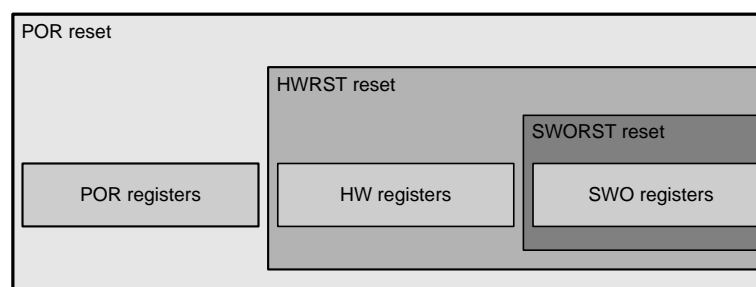 POR reset
HWRST reset
SWORST reset
POR registers
HW registers
SWO registers